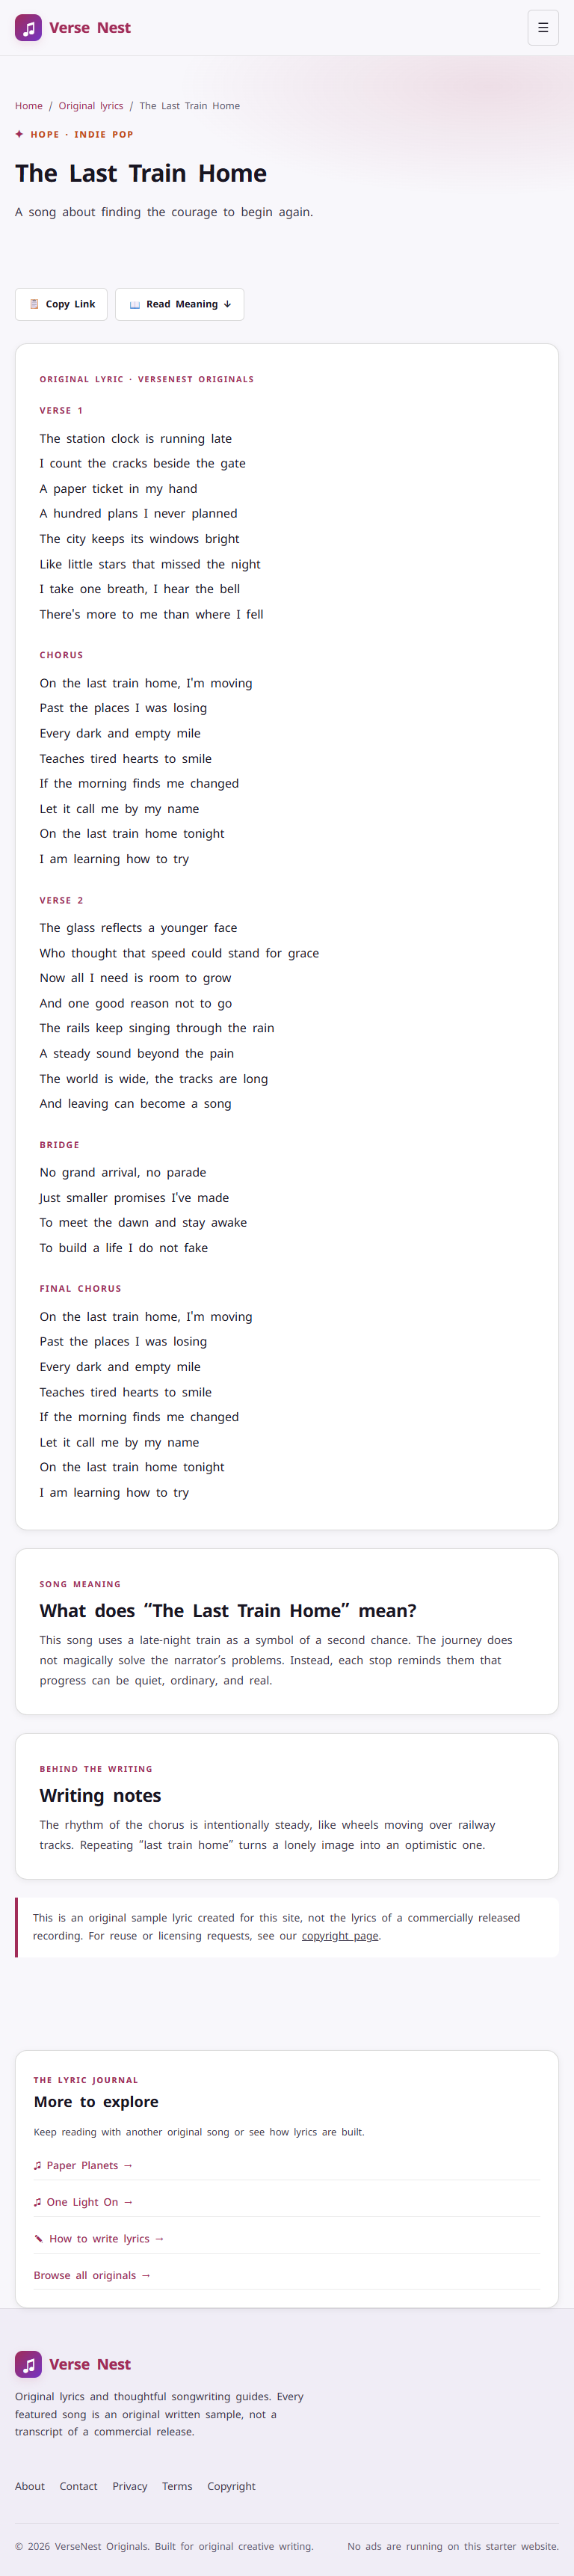 Verse Nest
Home / Original lyrics / The Last Train Home
HOPE · INDIE POP
The Last Train Home
A song about finding the courage to begin again.
Copy Link
Read Meaning ↓
ORIGINAL LYRIC · VERSENEST ORIGINALS
VERSE 1
The station clock is running late
I count the cracks beside the gate
A paper ticket in my hand
A hundred plans I never planned
The city keeps its windows bright
Like little stars that missed the night
I take one breath, I hear the bell
There's more to me than where I fell
CHORUS
On the last train home, I'm moving
Past the places I was losing
Every dark and empty mile
Teaches tired hearts to smile
If the morning finds me changed
Let it call me by my name
On the last train home tonight
I am learning how to try
VERSE 2
The glass reflects a younger face
Who thought that speed could stand for grace
Now all I need is room to grow
And one good reason not to go
The rails keep singing through the rain
A steady sound beyond the pain
The world is wide, the tracks are long
And leaving can become a song
BRIDGE
No grand arrival, no parade
Just smaller promises I've made
To meet the dawn and stay awake
To build a life I do not fake
FINAL CHORUS
On the last train home, I'm moving
Past the places I was losing
Every dark and empty mile
Teaches tired hearts to smile
If the morning finds me changed
Let it call me by my name
On the last train home tonight
I am learning how to try
SONG MEANING
What does “The Last Train Home” mean?
This song uses a late-night train as a symbol of a second chance. The journey does
not magically solve the narrator’s problems. Instead, each stop reminds them that
progress can be quiet, ordinary, and real.
BEHIND THE WRITING
Writing notes
The rhythm of the chorus is intentionally steady, like wheels moving over railway
tracks. Repeating “last train home” turns a lonely image into an optimistic one.
This is an original sample lyric created for this site, not the lyrics of a commercially released
recording. For reuse or licensing requests, see our copyright page.
THE LYRIC JOURNAL
More to explore
Keep reading with another original song or see how lyrics are built.
♫ Paper Planets →
♫ One Light On →
✎ How to write lyrics →
Browse all originals →
Verse Nest
Original lyrics and thoughtful songwriting guides. Every
featured song is an original written sample, not a
transcript of a commercial release.
About Contact Privacy Terms Copyright
© 2026 VerseNest Originals. Built for original creative writing. No ads are running on this starter website.